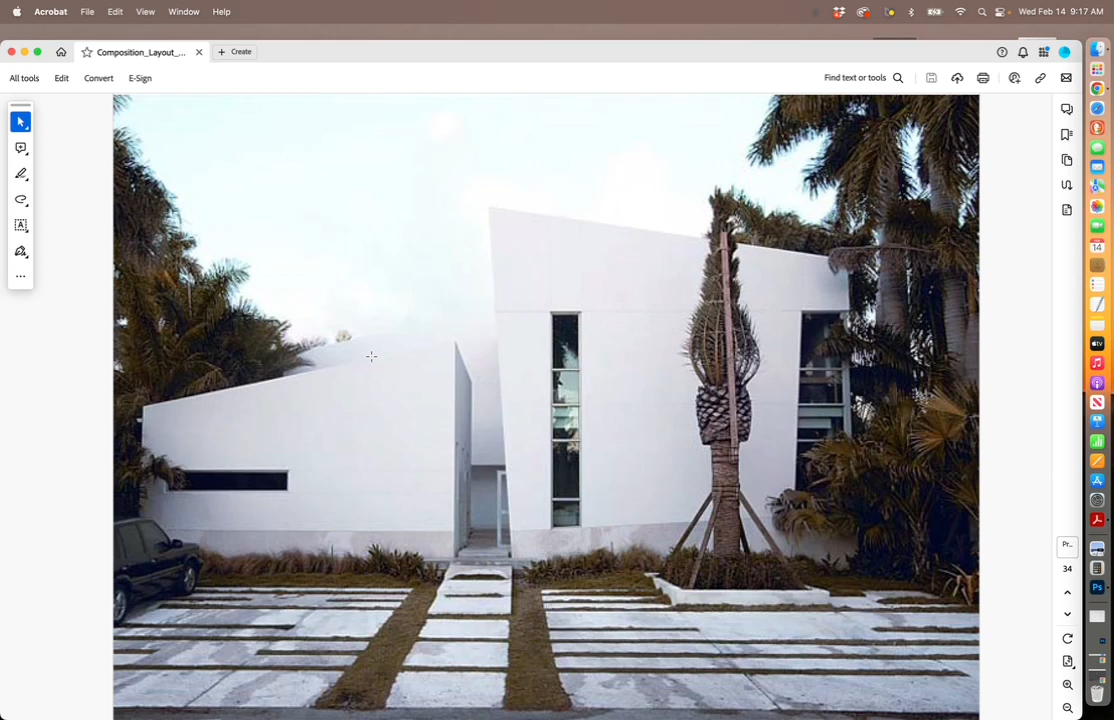 Acrobat File Edit View Window Help Wed Feb 14 9:17 AM
Composition_Layout_... + Create
All tools Edit Convert E-Sign Find text or tools
34